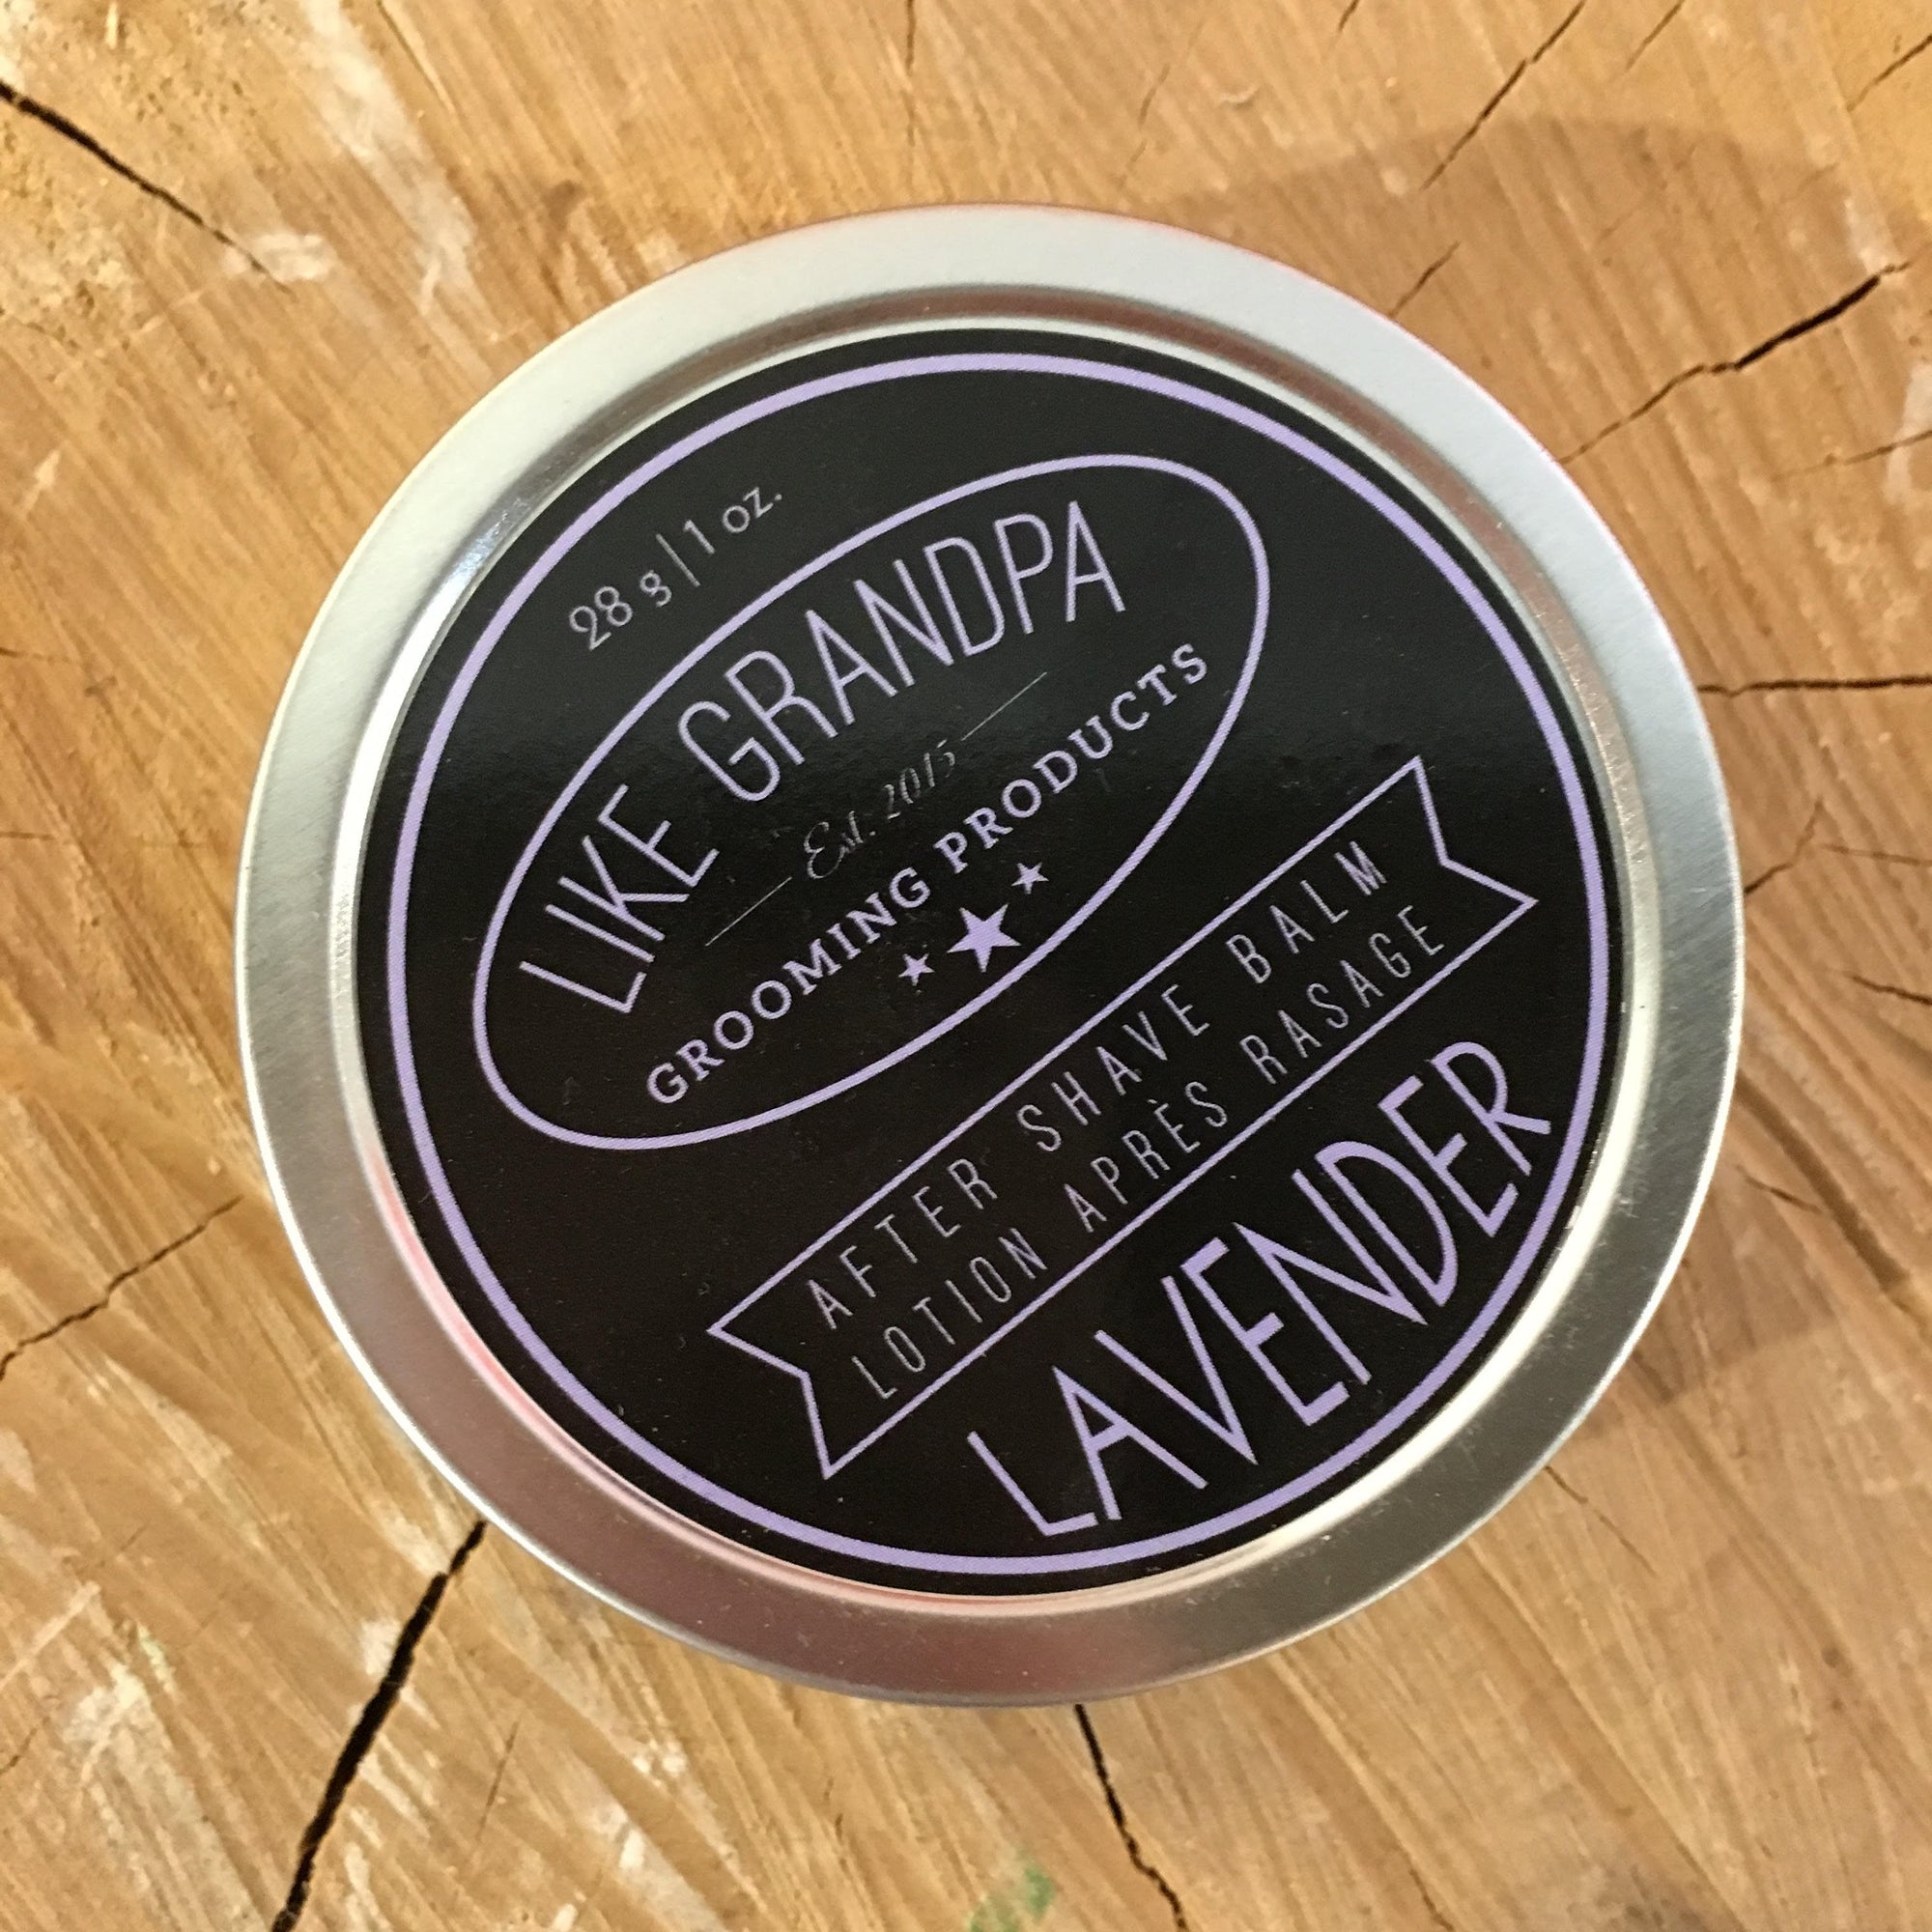 28 g | 1 oz.
LIKE GRANDPA
Est. 2015
GROOMING PRODUCTS
AFTER SHAVE BALM
LOTION APRÈS RASAGE
LAVENDER